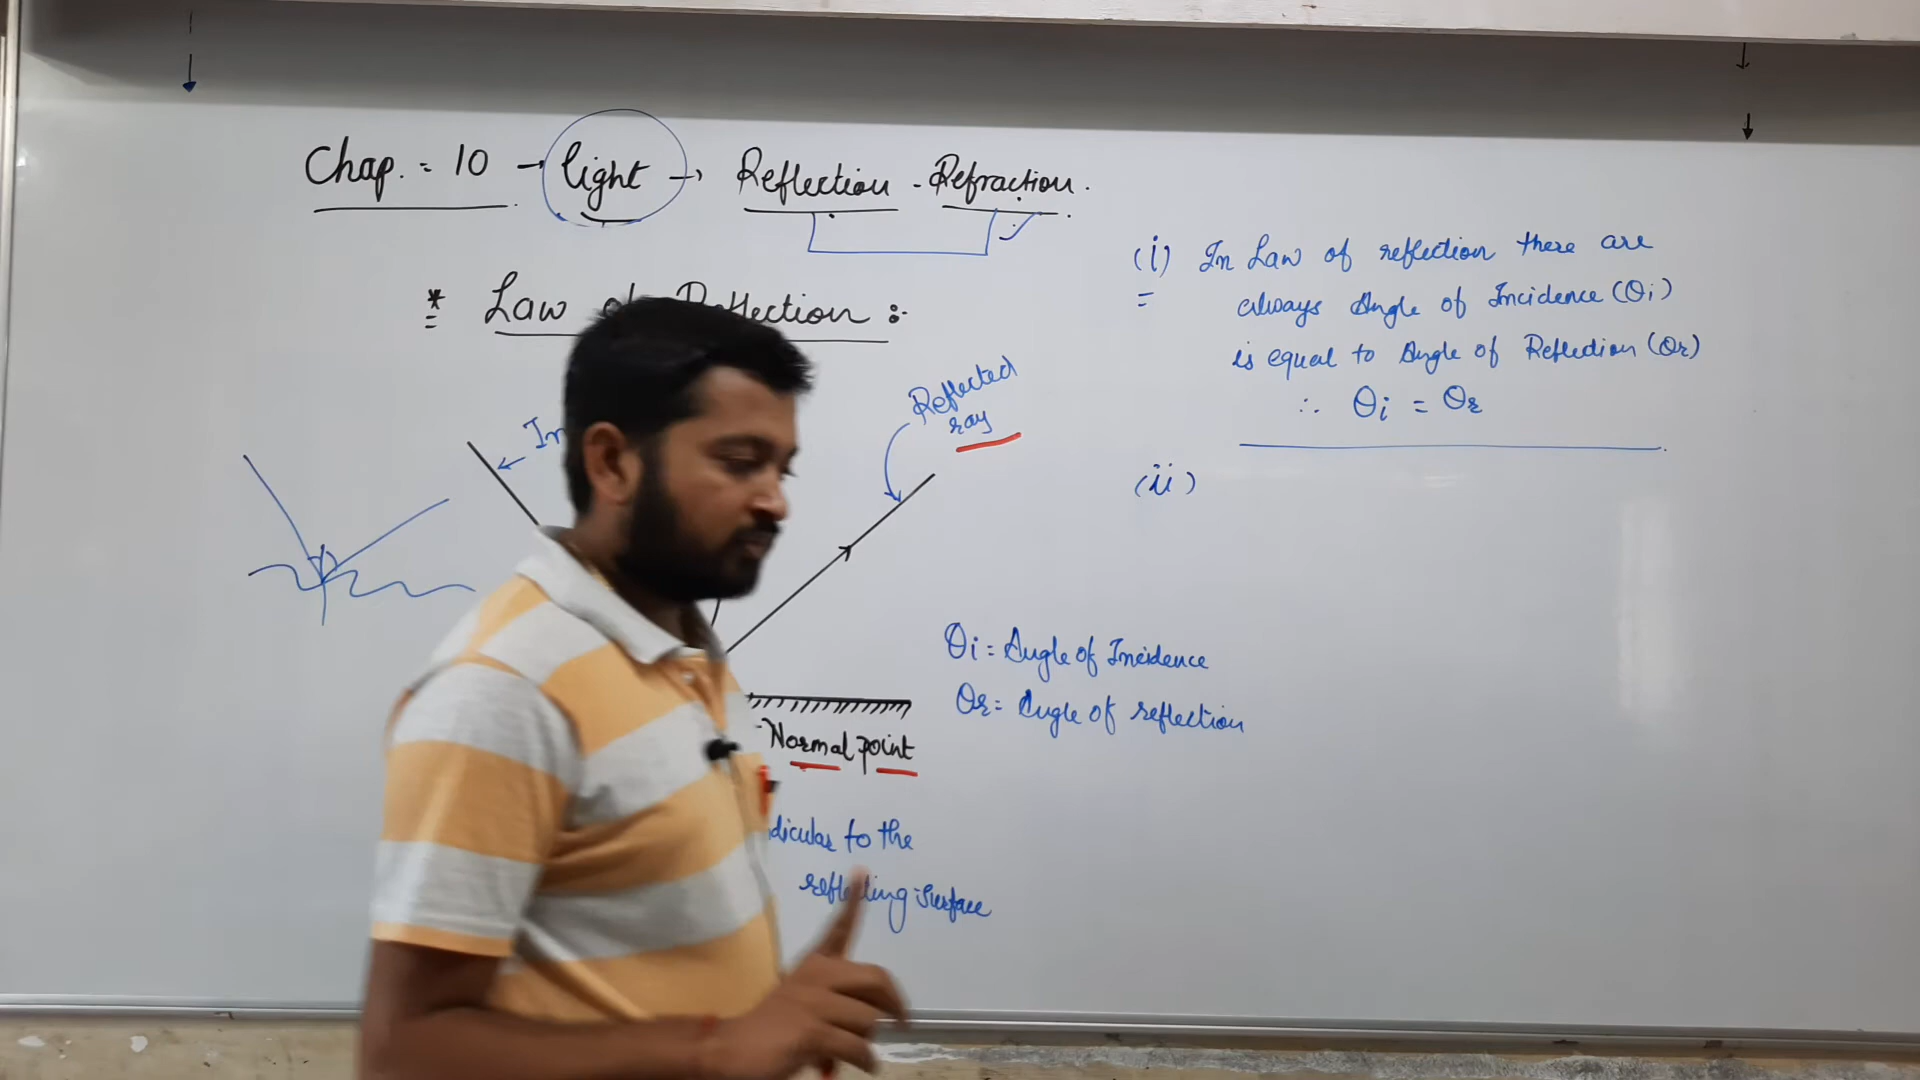 Chap. = 10 → light → Reflection - Refraction.
* Law Reflection :-
Reflected
ray
Normal point
to the
reflecting surface
θi = Angle of Incidence
θr = Angle of reflection
(i) In Law of reflection there are
always Angle of Incidence (θi)
is equal to Angle of Reflection (θr)
∴ θi = θr
(ii)